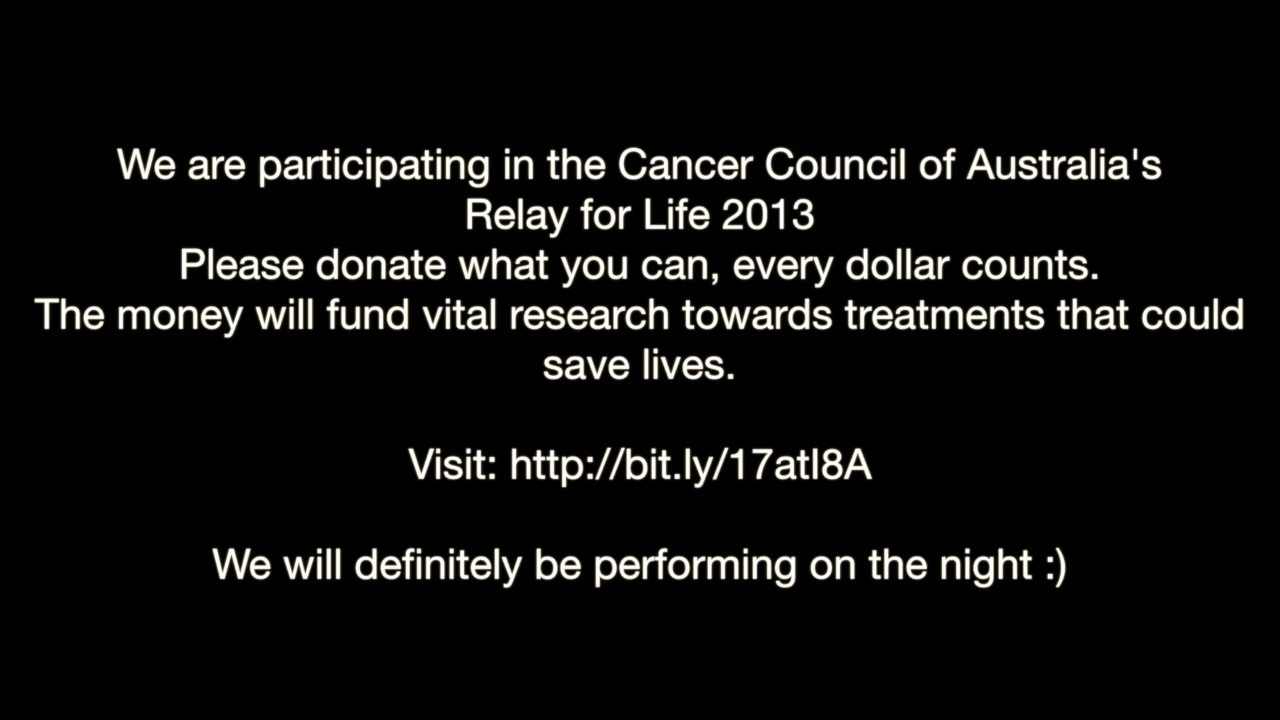 We are participating in the Cancer Council of Australia's
Relay for Life 2013
Please donate what you can, every dollar counts.
The money will fund vital research towards treatments that could
save lives.
Visit: http://bit.ly/17atI8A
We will definitely be performing on the night :)